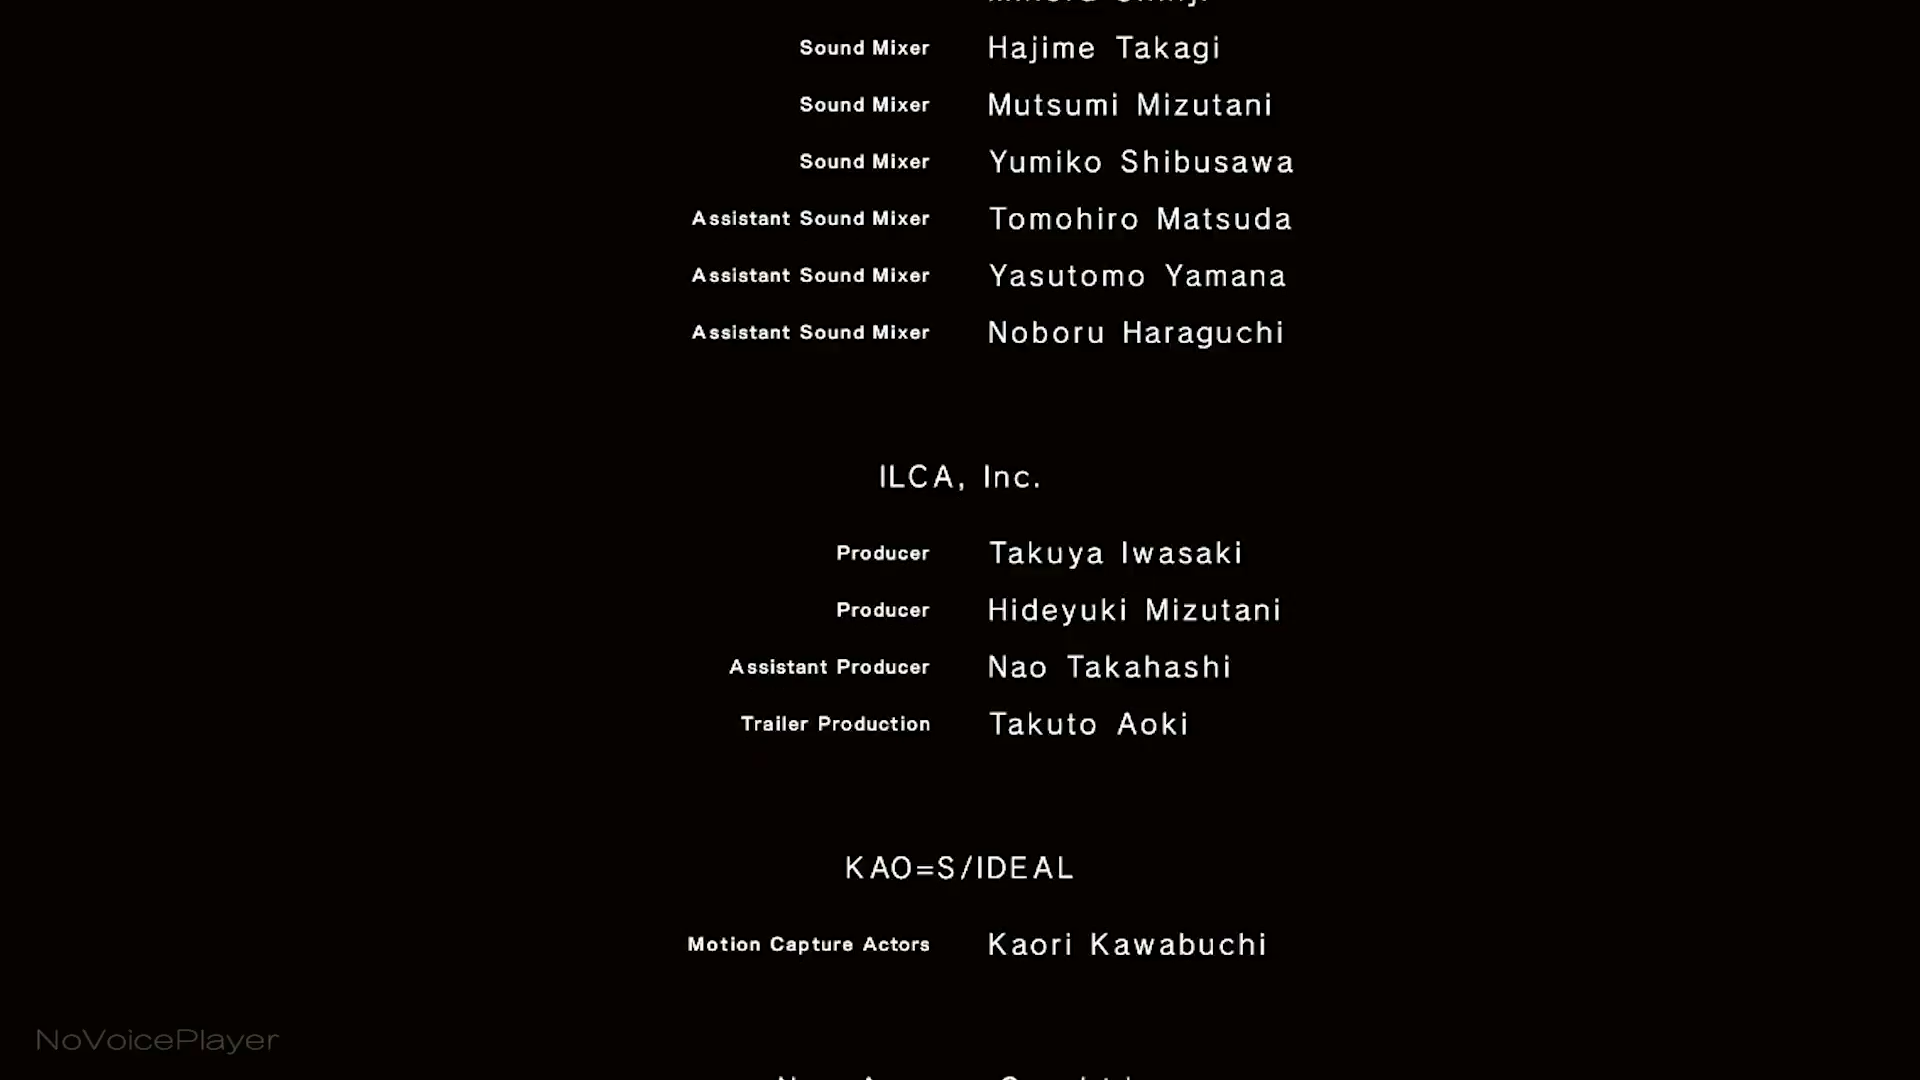 Sound Mixer Hajime Takagi
Sound Mixer Mutsumi Mizutani
Sound Mixer Yumiko Shibusawa
Assistant Sound Mixer Tomohiro Matsuda
Assistant Sound Mixer Yasutomo Yamana
Assistant Sound Mixer Noboru Haraguchi
ILCA, Inc.
Producer Takuya Iwasaki
Producer Hideyuki Mizutani
Assistant Producer Nao Takahashi
Trailer Production Takuto Aoki
KAO=S/IDEAL
Motion Capture Actors Kaori Kawabuchi
NoVoicePlayer